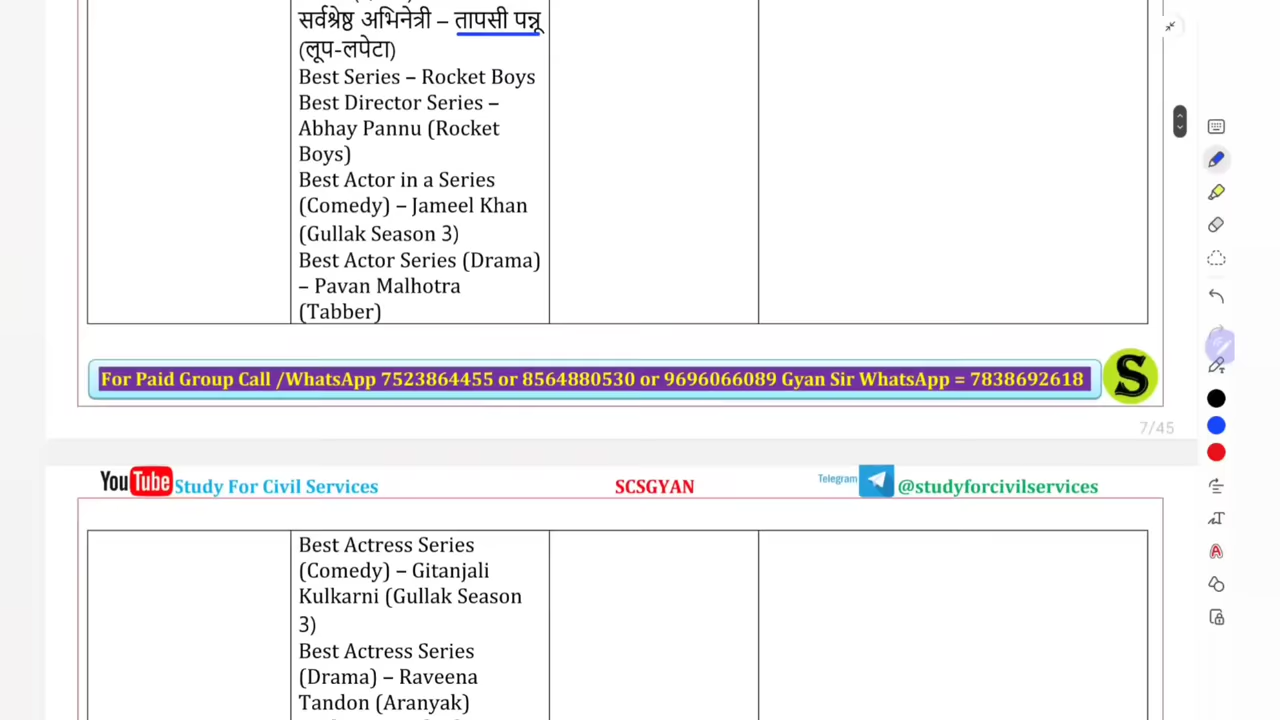 सर्वश्रेष्ठ अभिनेत्री – तापसी पन्नू
(लूप-लपेटा)
Best Series – Rocket Boys
Best Director Series –
Abhay Pannu (Rocket
Boys)
Best Actor in a Series
(Comedy) – Jameel Khan
(Gullak Season 3)
Best Actor Series (Drama)
– Pavan Malhotra
(Tabber)
For Paid Group Call /WhatsApp 7523864455 or 8564880530 or 9696066089 Gyan Sir WhatsApp = 7838692618
S
7/45
YouTube Study For Civil Services
SCSGYAN
Telegram @studyforcivilservices
Best Actress Series
(Comedy) – Gitanjali
Kulkarni (Gullak Season
3)
Best Actress Series
(Drama) – Raveena
Tandon (Aranyak)